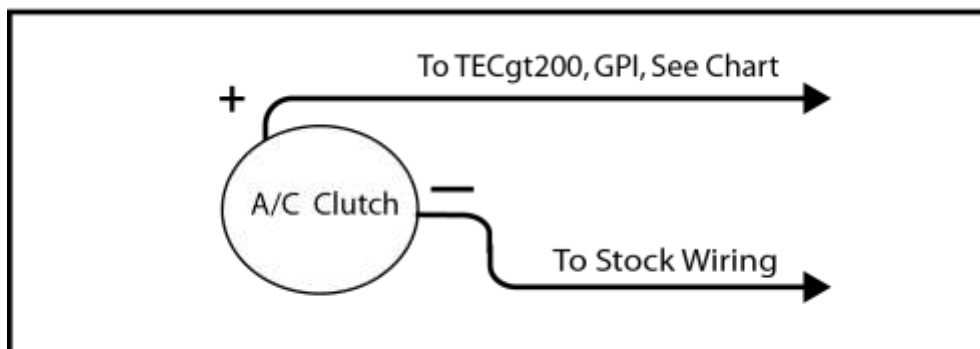 To TECgt200, GPI, See Chart
+
A/C Clutch
—
To Stock Wiring